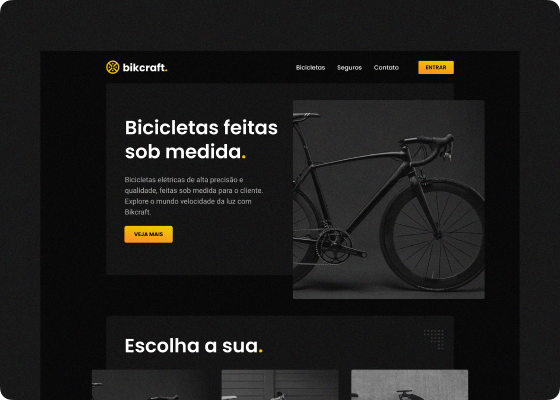 bikcraft.
Bicicletas
Seguros
Contato
ENTRAR
Bicicletas feitas
sob medida.
Bicicletas elétricas de alta precisão e
qualidade, feitas sob medida para o cliente.
Explore o mundo velocidade da luz com
Bikcraft.
VEJA MAIS
Escolha a sua.